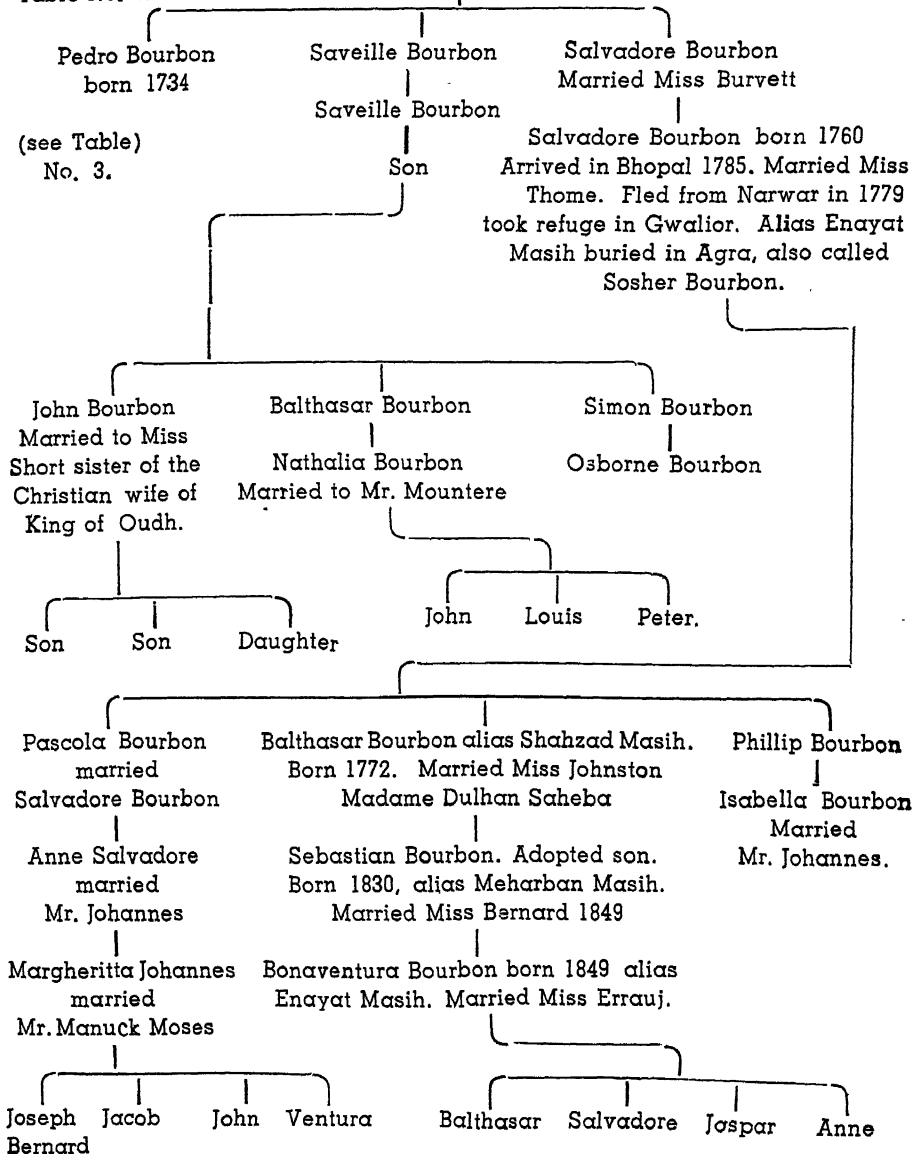 Pedro Bourbon
born 1734
(see Table)
No. 3.
Saveille Bourbon
Saveille Bourbon
Son
Salvadore Bourbon
Married Miss Burvett
Salvadore Bourbon born 1760
Arrived in Bhopal 1785. Married Miss
Thome. Fled from Narwar in 1779
took refuge in Gwalior. Alias Enayat
Masih buried in Agra, also called
Sosher Bourbon.
John Bourbon
Married to Miss
Short sister of the
Christian wife of
King of Oudh.
Balthasar Bourbon
Nathalia Bourbon
Married to Mr. Mountere
Simon Bourbon
Osborne Bourbon
Son
Son
Daughter
John
Louis
Peter.
Pascola Bourbon
married
Salvadore Bourbon
Anne Salvadore
married
Mr. Johannes
Margheritta Johannes
married
Mr. Manuck Moses
Balthasar Bourbon alias Shahzad Masih.
Born 1772. Married Miss Johnston
Madame Dulhan Saheba
Sebastian Bourbon. Adopted son.
Born 1830, alias Meharban Masih.
Married Miss Bernard 1849
Bonaventura Bourbon born 1849 alias
Enayat Masih. Married Miss Errauj.
Phillip Bourbon
Isabella Bourbon
Married
Mr. Johannes.
Joseph
Bernard
Jacob
John
Ventura
Balthasar
Salvadore
Jaspar
Anne